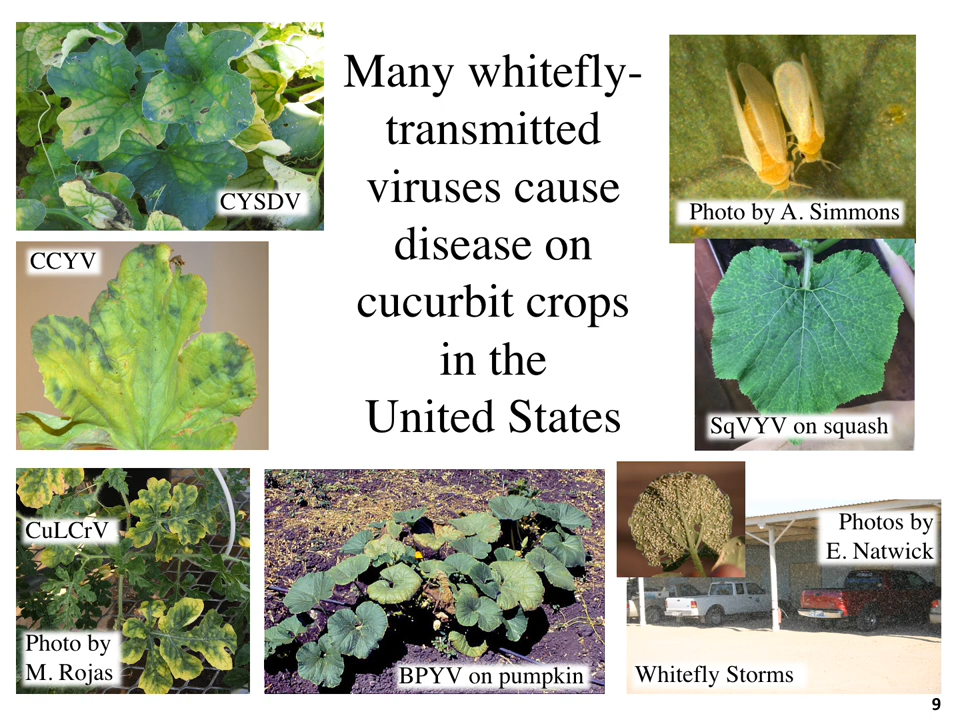 Many whitefly-
transmitted
viruses cause
disease on
cucurbit crops
in the
United States
CYSDV
Photo by A. Simmons
CCYV
SqVYV on squash
CuLCrV
Photo by
M. Rojas
BPYV on pumpkin
Photos by
E. Natwick
Whitefly Storms
9